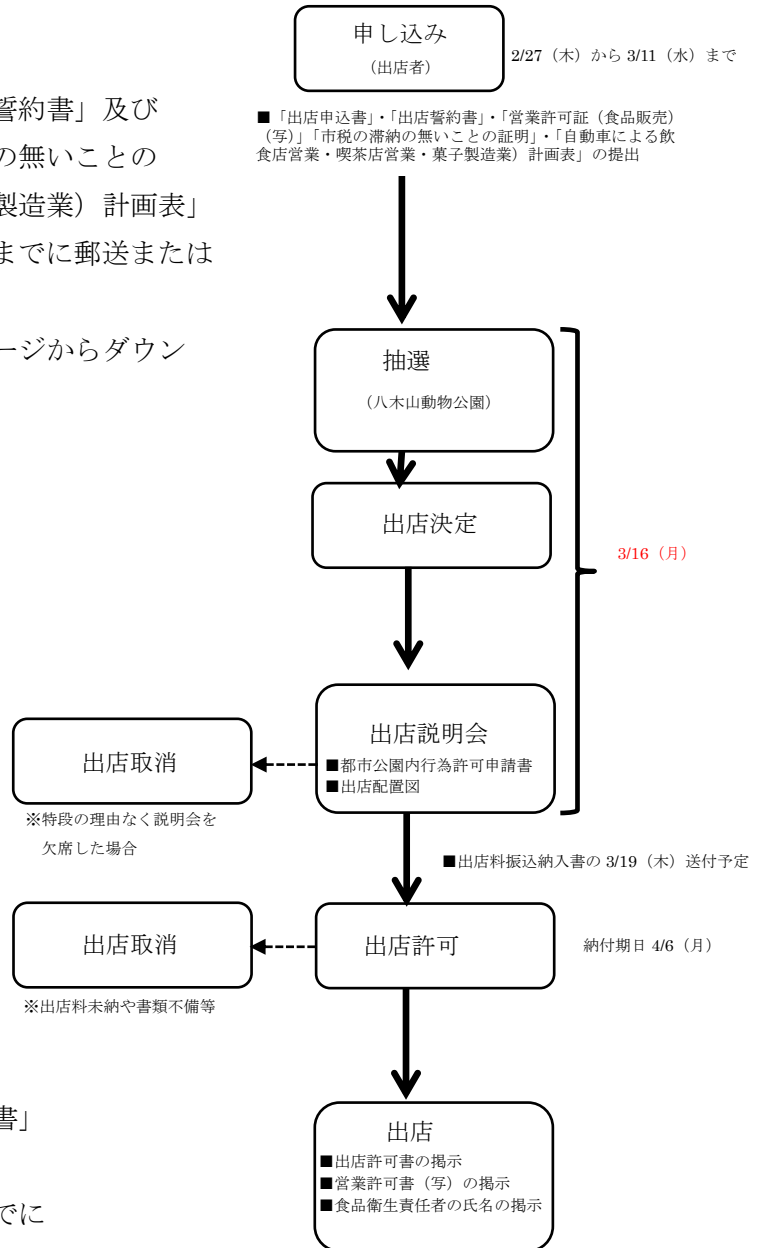 申し込み
（出店者）
2/27（木）から 3/11（水）まで
誓約書」及び
の無いことの
製造業）計画表」
までに郵送または
ージからダウン
■「出店申込書」・「出店誓約書」・「営業許可証（食品販売）
（写）」「市税の滞納の無いことの証明」・「自動車による飲
食店営業・喫茶店営業・菓子製造業）計画表」の提出
抽選
（八木山動物公園）
出店決定
3/16（月）
出店説明会
■都市公園内行為許可申請書
■出店配置図
出店取消
※特段の理由なく説明会を
欠席した場合
■出店料振込納入書の 3/19（木）送付予定
出店許可
納付期日 4/6（月）
出店取消
※出店料未納や書類不備等
書」
でに
出店
■出店許可書の掲示
■営業許可書（写）の掲示
■食品衛生責任者の氏名の掲示